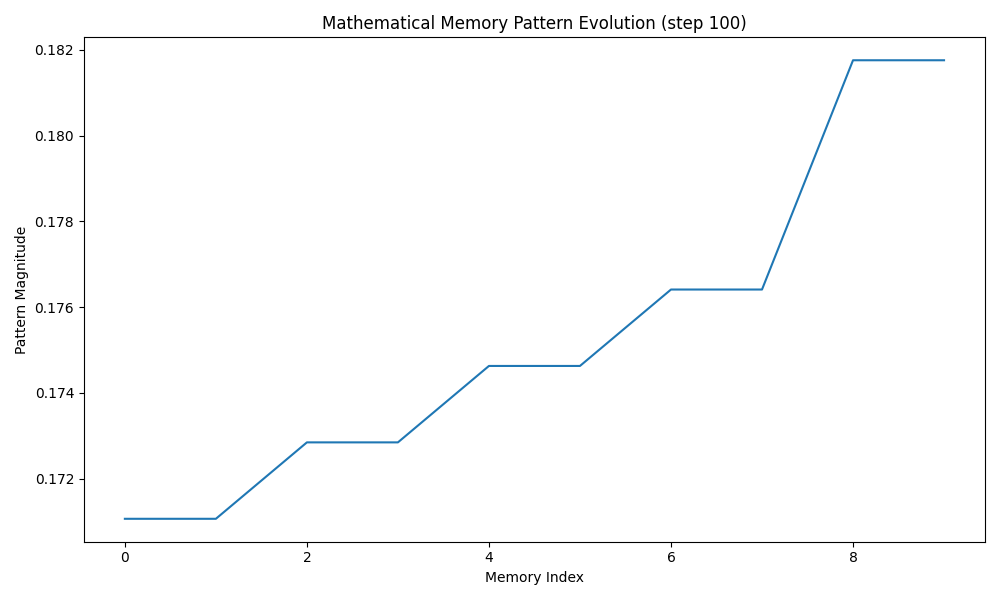 Mathematical Memory Pattern Evolution (step 100)
0.182
0.180
0.178
0.176
0.174
0.172
Pattern Magnitude
0 2 4 6 8
Memory Index